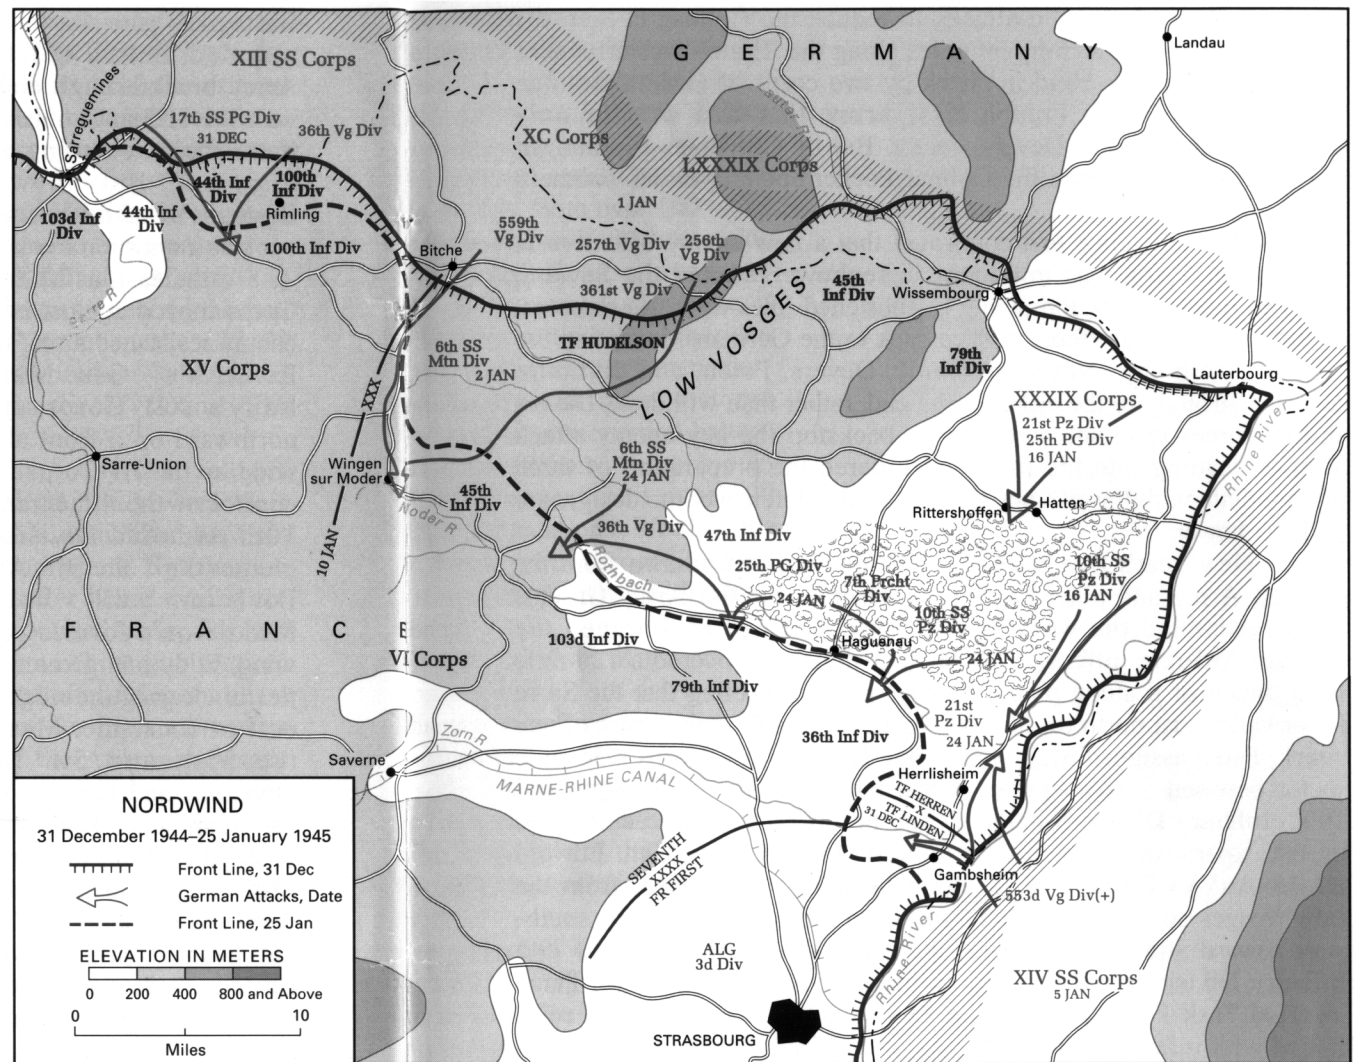 GERMANY
Landau
XIII SS Corps
Sarreguemines
17th SS PG Div
31 DEC
36th Vg Div
XC Corps
Lauter R
LXXXIX Corps
44th Inf
Div
100th
Inf Div
Rimling
103d Inf
Div
44th Inf
Div
100th Inf Div
1 JAN
559th
Vg Div
257th Vg Div
256th
Vg Div
Bitche
361st Vg Div
45th
Inf Div
Wissembourg
TF HUDELSON
LOW VOSGES
79th
Inf Div
XV Corps
6th SS
Mtn Div
2 JAN
XXX
Lauterbourg
XXXIX Corps
21st Pz Div
25th PG Div
16 JAN
Rhine River
Sarre-Union
Wingen
sur Moder
6th SS
Mtn Div
24 JAN
45th
Inf Div
Noder R
Hatten
Rittershoffen
36th Vg Div
47th Inf Div
10 JAN
Rothbach
25th PG Div
24 JAN
7th Prcht
Div
10th SS
Pz Div
16 JAN
10th SS
Pz Div
24 JAN
FRANCE
103d Inf Div
Haguenau
VI Corps
79th Inf Div
21st
Pz Div
24 JAN
36th Inf Div
Zorn R
Saverne
MARNE-RHINE CANAL
Herrlisheim
TF HERREN
X
TF LINDEN
31 DEC
SEVENTH
XXXX
FR FIRST
Gambsheim
553d Vg Div(+)
Rhine River
ALG
3d Div
XIV SS Corps
5 JAN
STRASBOURG
NORDWIND
31 December 1944–25 January 1945
Front Line, 31 Dec
German Attacks, Date
Front Line, 25 Jan
ELEVATION IN METERS
0 200 400 800 and Above
0 10
Miles